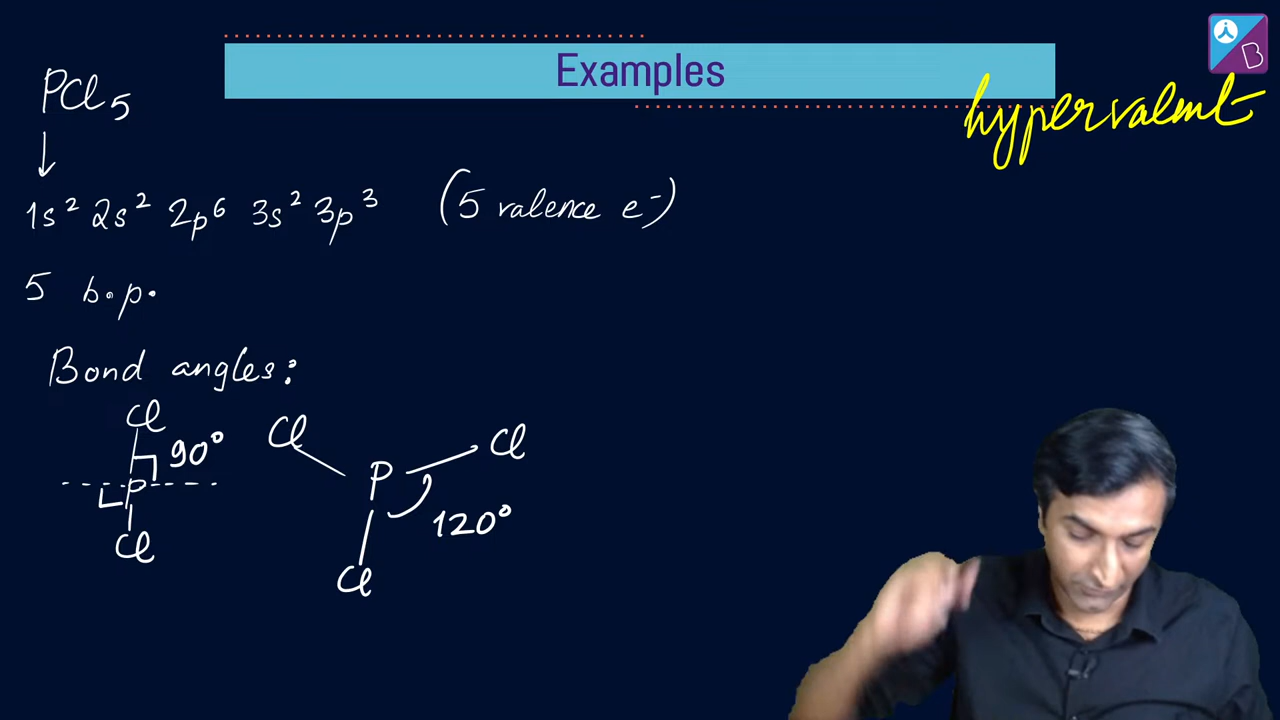 Examples
hypervalent
PCl₅
↓
1s² 2s² 2p⁶ 3s² 3p³ (5 valence e⁻)
5 b.p.
Bond angles:
Cl
90°
P
Cl
Cl
Cl
P
120°
Cl
B